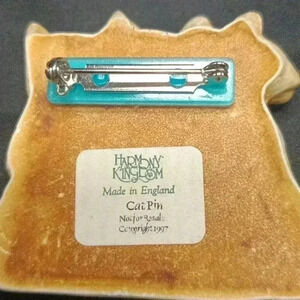 HARMONY
KINGDOM
Made in England
Cat Pin
Not for Resale
Copyright 1997